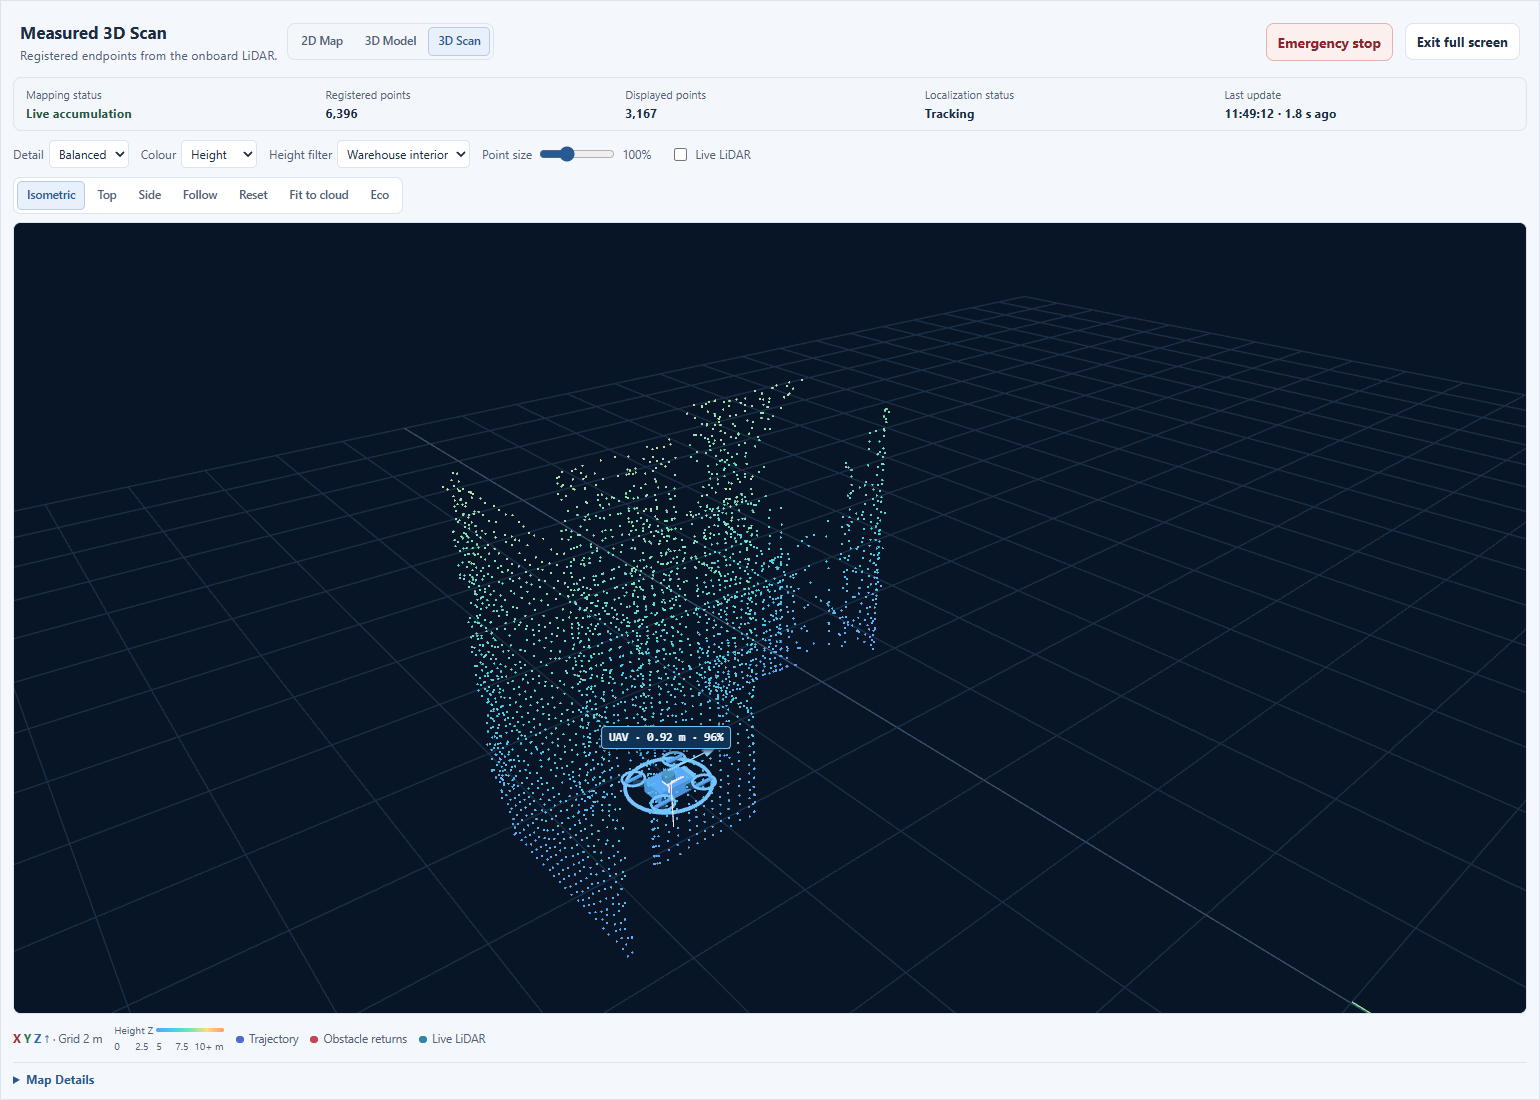 Measured 3D Scan
Registered endpoints from the onboard LiDAR.
2D Map 3D Model 3D Scan
Emergency stop Exit full screen
Mapping status Registered points Displayed points Localization status Last update
Live accumulation 6,396 3,167 Tracking 11:49:12 · 1.8 s ago
Detail Balanced Colour Height Height filter Warehouse interior Point size 100% Live LiDAR
Isometric Top Side Follow Reset Fit to cloud Eco
UAV · 0.92 m · 96%
X Y Z ↑ · Grid 2 m Height Z Trajectory Obstacle returns Live LiDAR
0 2.5 5 7.5 10+ m
Map Details